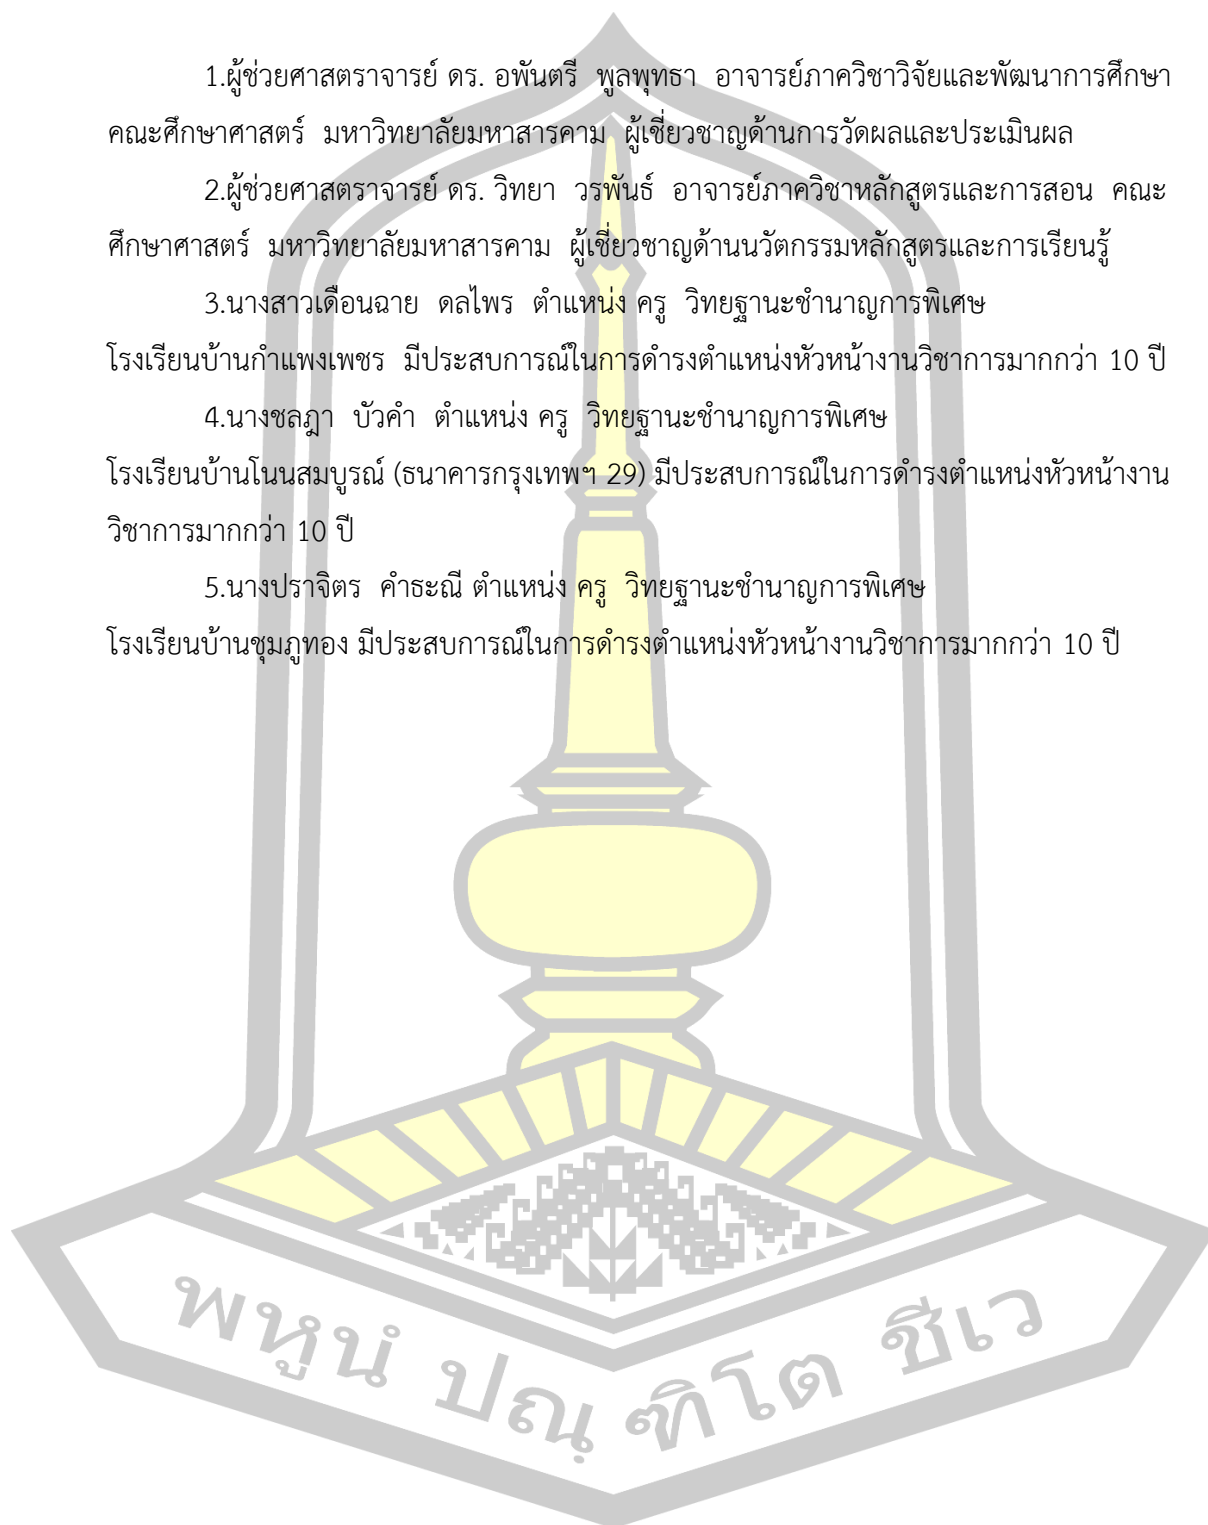 1.ผู้ช่วยศาสตราจารย์ ดร. อพันตรี  พูลพุทธา  อาจารย์ภาควิชาวิจัยและพัฒนาการศึกษา
คณะศึกษาศาสตร์  มหาวิทยาลัยมหาสารคาม  ผู้เชี่ยวชาญด้านการวัดผลและประเมินผล
2.ผู้ช่วยศาสตราจารย์ ดร. วิทยา  วรพันธ์  อาจารย์ภาควิชาหลักสูตรและการสอน  คณะ
ศึกษาศาสตร์  มหาวิทยาลัยมหาสารคาม  ผู้เชี่ยวชาญด้านนวัตกรรมหลักสูตรและการเรียนรู้
3.นางสาวเดือนฉาย  ดลไพร  ตำแหน่ง ครู  วิทยฐานะชำนาญการพิเศษ
โรงเรียนบ้านกำแพงเพชร  มีประสบการณ์ในการดำรงตำแหน่งหัวหน้างานวิชาการมากกว่า 10 ปี
4.นางชลฎา  บัวคำ  ตำแหน่ง ครู  วิทยฐานะชำนาญการพิเศษ
โรงเรียนบ้านโนนสมบูรณ์ (ธนาคารกรุงเทพฯ 29) มีประสบการณ์ในการดำรงตำแหน่งหัวหน้างาน
วิชาการมากกว่า 10 ปี
5.นางปราจิตร  คำธะณี ตำแหน่ง ครู  วิทยฐานะชำนาญการพิเศษ
โรงเรียนบ้านชุมภูทอง มีประสบการณ์ในการดำรงตำแหน่งหัวหน้างานวิชาการมากกว่า 10 ปี
พหูนํ ปณฺ ฑิโต ชีเว